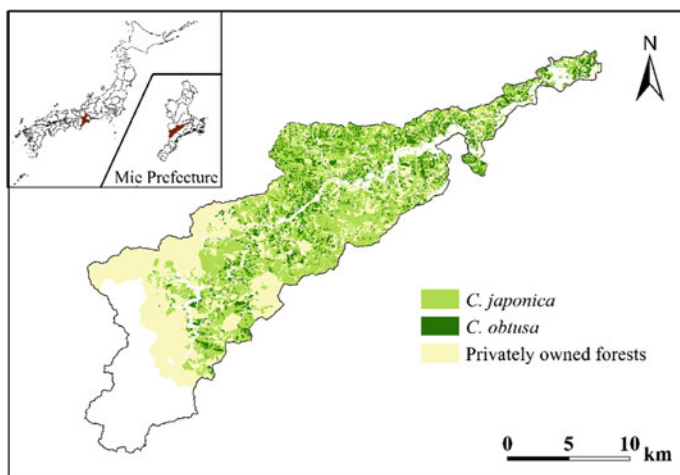 Mie Prefecture
N
C. japonica
C. obtusa
Privately owned forests
0 5 10
km